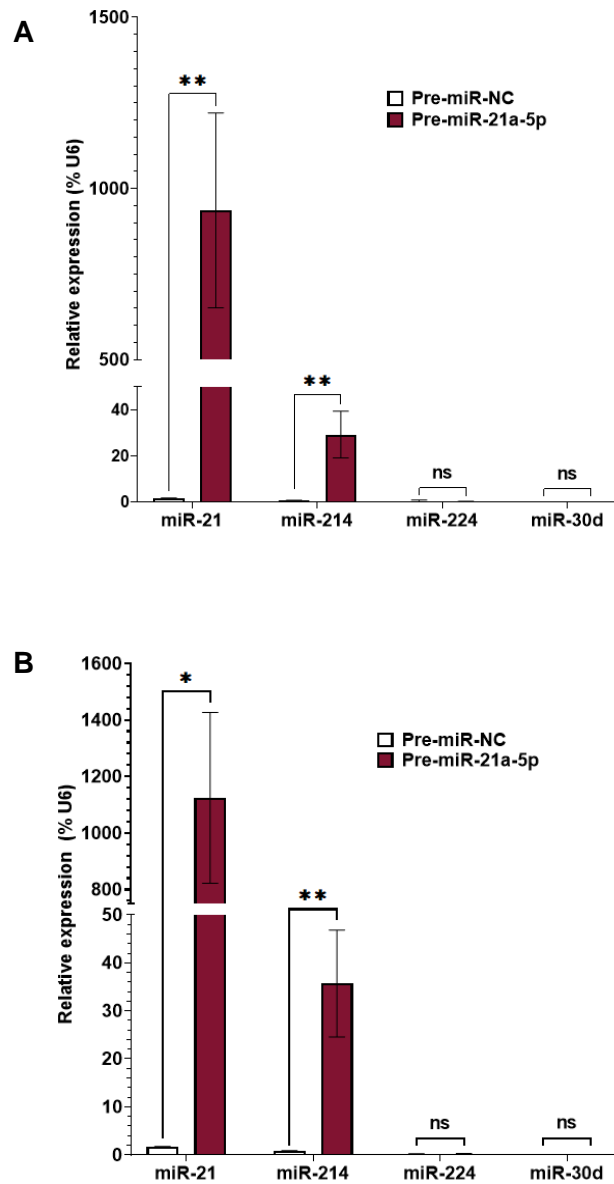 A
Relative expression (% U6)
1500
1000
500
40
20
0
**
**
ns
ns
Pre-miR-NC
Pre-miR-21a-5p
miR-21 miR-214 miR-224 miR-30d
B
Relative expression (% U6)
1600
1400
1200
1000
800
50
40
30
20
10
0
*
**
ns
ns
Pre-miR-NC
Pre-miR-21a-5p
miR-21 miR-214 miR-224 miR-30d